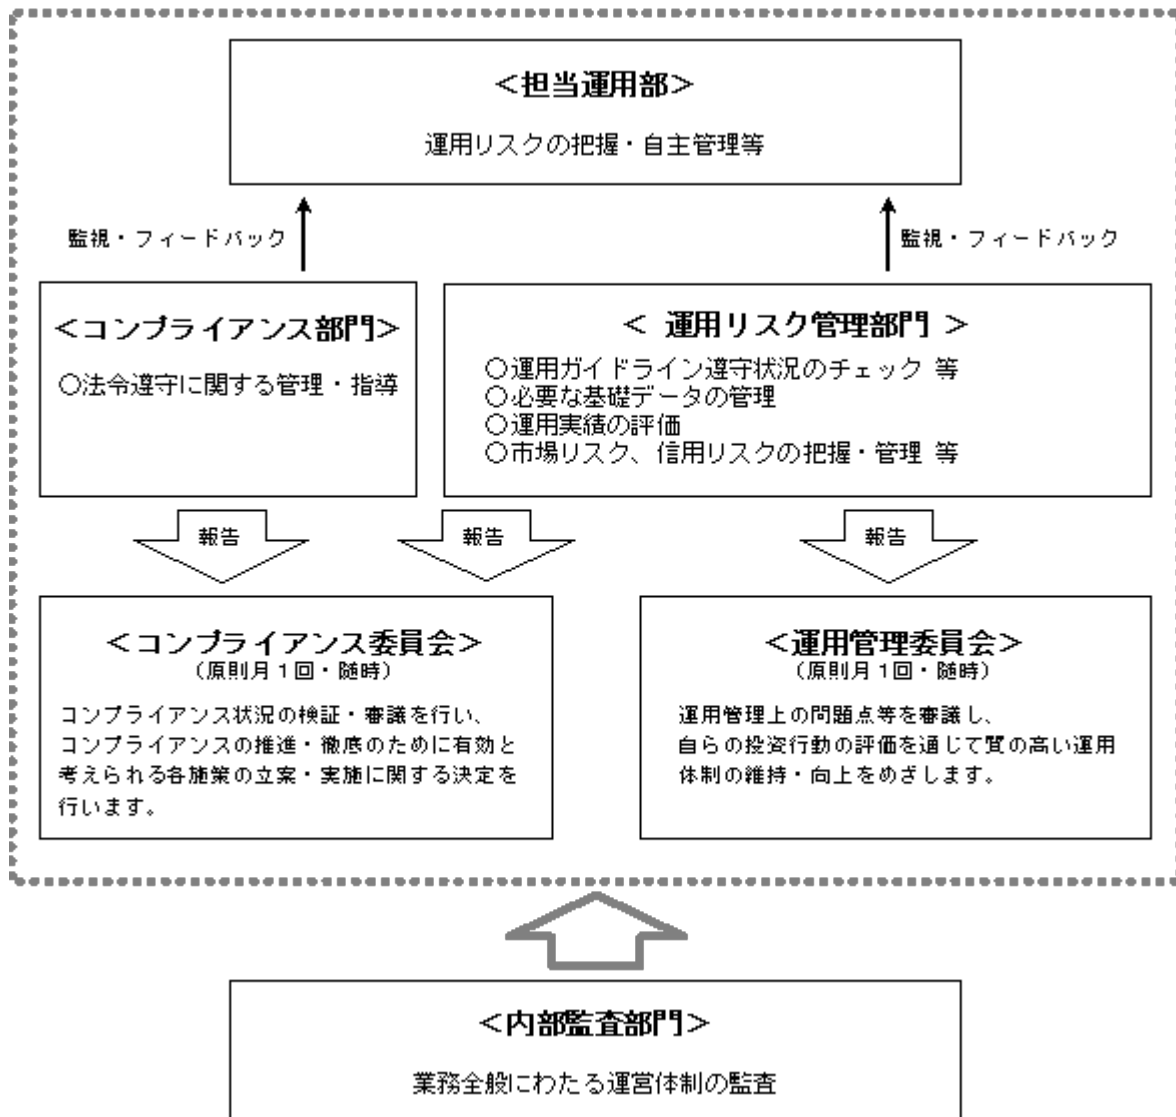 ＜担当運用部＞
運用リスクの把握・自主管理等
監視・フィードバック
監視・フィードバック
＜コンプライアンス部門＞
○法令遵守に関する管理・指導
＜ 運用リスク管理部門 ＞
○運用ガイドライン遵守状況のチェック 等
○必要な基礎データの管理
○運用実績の評価
○市場リスク、信用リスクの把握・管理 等
報告
報告
報告
＜コンプライアンス委員会＞
（原則月１回・随時）
コンプライアンス状況の検証・審議を行い、
コンプライアンスの推進・徹底のために有効と
考えられる各施策の立案・実施に関する決定を
行います。
＜運用管理委員会＞
（原則月１回・随時）
運用管理上の問題点等を審議し、
自らの投資行動の評価を通じて質の高い運用
体制の維持・向上をめざします。
＜内部監査部門＞
業務全般にわたる運営体制の監査